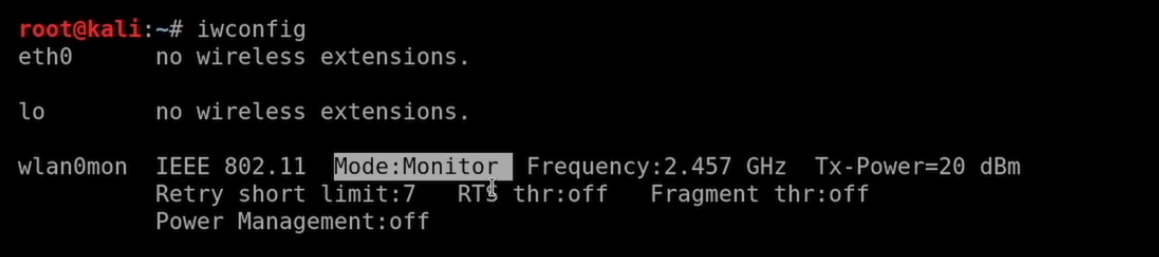 root@kali:~# iwconfig
eth0      no wireless extensions.
lo        no wireless extensions.
wlan0mon  IEEE 802.11  Mode:Monitor  Frequency:2.457 GHz  Tx-Power=20 dBm
          Retry short limit:7   RTS thr:off   Fragment thr:off
          Power Management:off